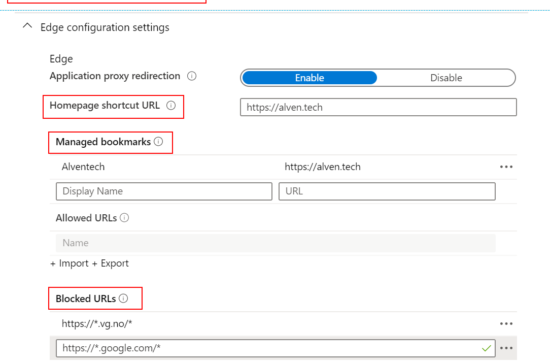 Edge configuration settings
Edge
Application proxy redirection
Enable Disable
Homepage shortcut URL
https://alven.tech
Managed bookmarks
Alventech https://alven.tech
Display Name URL
Allowed URLs
Name
+ Import + Export
Blocked URLs
https://*.vg.no/*
https://*.google.com/*